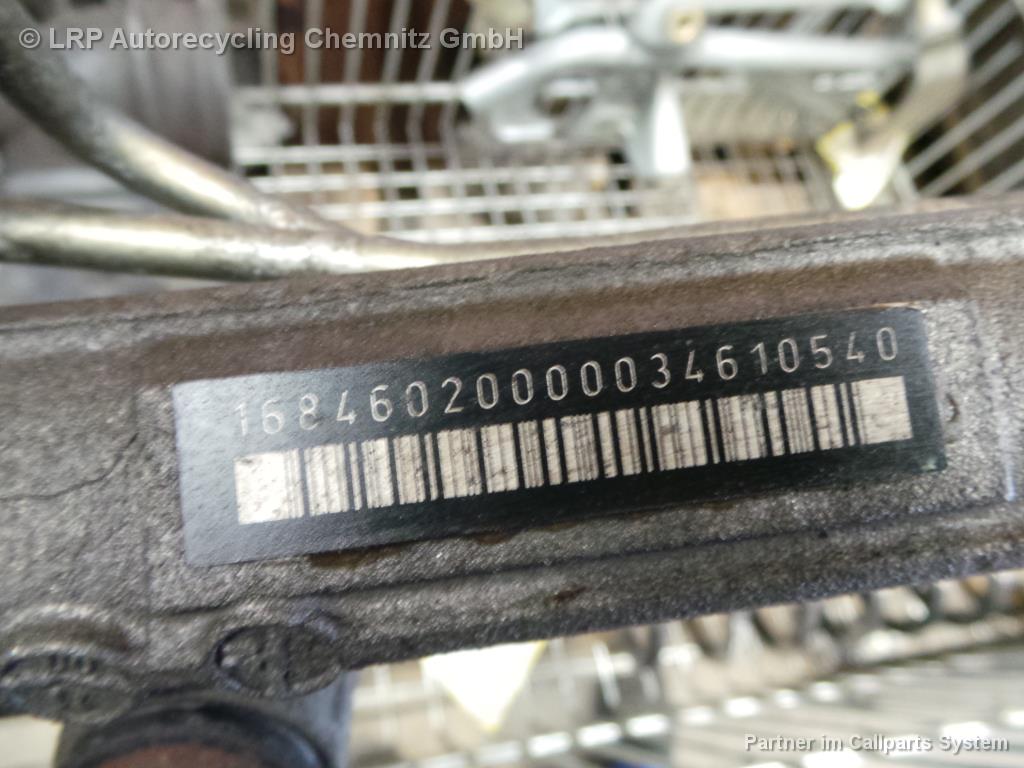 © LRP Autorecycling Chemnitz GmbH
16846020000034610540
Partner im Callparts System